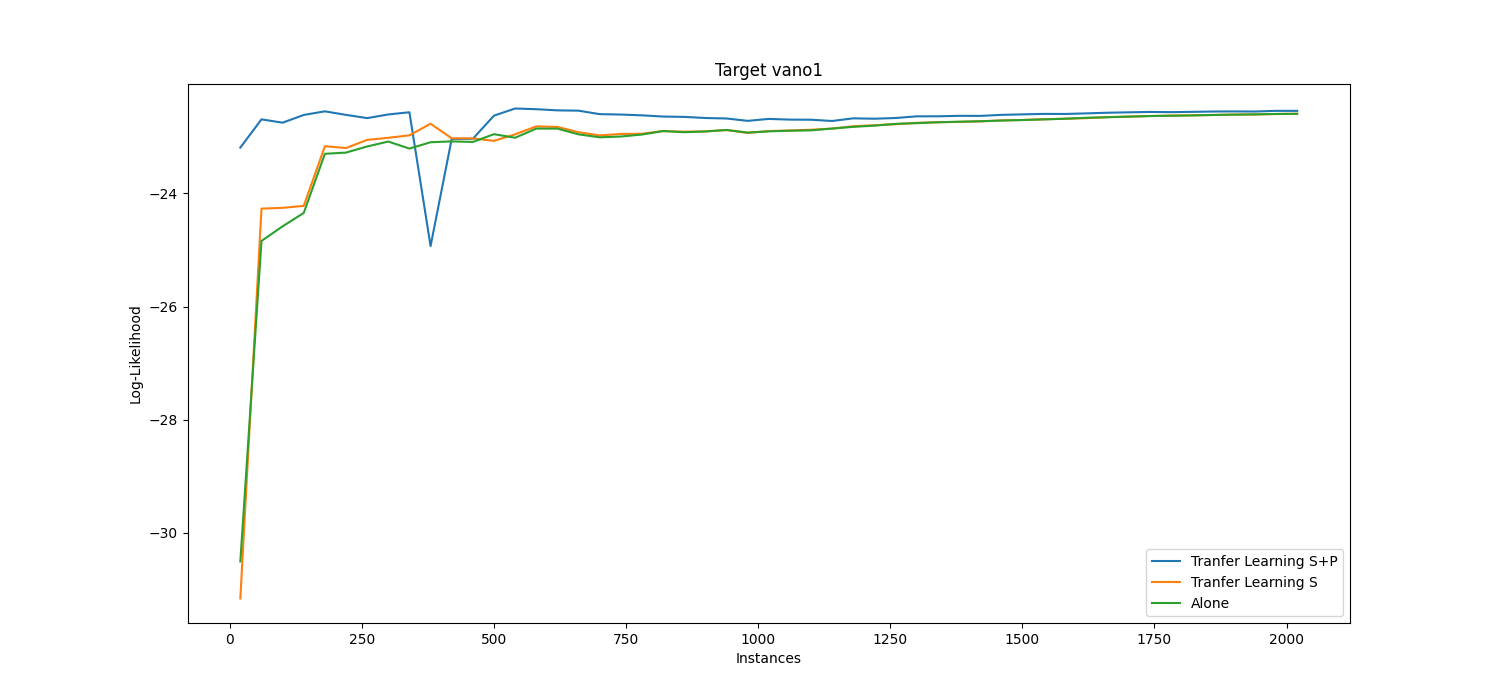 Target vano1
Log-Likelihood
−24
−26
−28
−30
0 250 500 750 1000 1250 1500 1750 2000
Instances
Tranfer Learning S+P
Tranfer Learning S
Alone